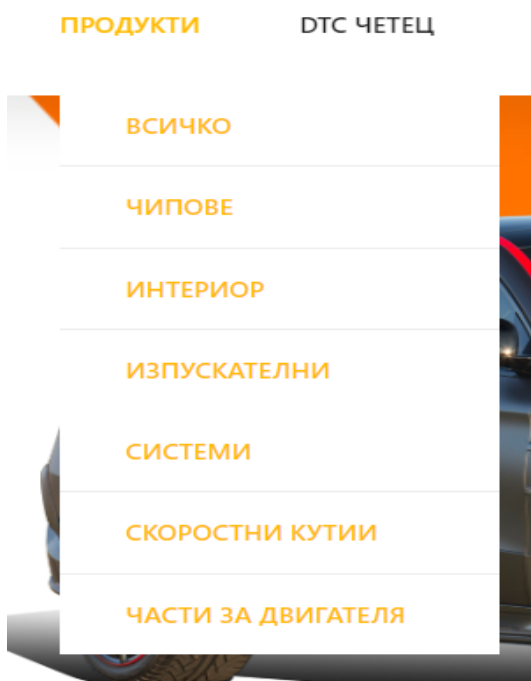 ПРОДУКТИ DTC ЧЕТЕЦ
ВСИЧКО
ЧИПОВЕ
ИНТЕРИОР
ИЗПУСКАТЕЛНИ
СИСТЕМИ
СКОРОСТНИ КУТИИ
ЧАСТИ ЗА ДВИГАТЕЛЯ